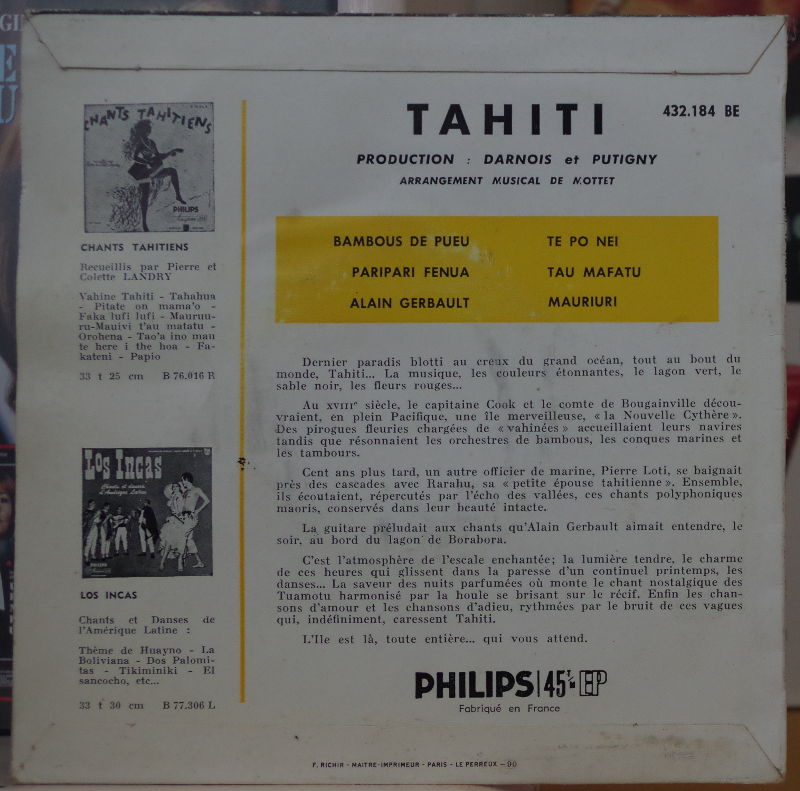 CHANTS TAHITIENS
PHILIPS
CHANTS TAHITIENS
Recueillis par Pierre et
Colette LANDRY
Vahine Tahiti - Tahahua
- Pitate on mama'o -
Faka lufi lufi - Mauruu-
ru-Mauivi t'au matatu -
Orohena - Tao'a ino mau
te here i the hoa - Fa-
kateni - Papio
33 t 25 cm B 76.016 R
Los Incas
Chants et danses
d'Amérique Latine
PHILIPS
LOS INCAS
Chants et Danses de
l'Amérique Latine :
Thème de Huayno - La
Boliviana - Dos Palomi-
tas - Tikiminiki - El
sancocho, etc...
33 t 30 cm B 77.306 L
TAHITI
432.184 BE
PRODUCTION : DARNOIS et PUTIGNY
ARRANGEMENT MUSICAL DE MOTTET
BAMBOUS DE PUEU
PARIPARI FENUA
ALAIN GERBAULT
TE PO NEI
TAU MAFATU
MAURIURI
Dernier paradis blotti au creux du grand océan, tout au bout du
monde, Tahiti... La musique, les couleurs étonnantes, le lagon vert, le
sable noir, les fleurs rouges...
Au XVIIIe siècle, le capitaine Cook et le comte de Bougainville décou-
vraient, en plein Pacifique, une île merveilleuse, « la Nouvelle Cythère ».
Des pirogues fleuries chargées de « vahinées » accueillaient leurs navires
tandis que résonnaient les orchestres de bambous, les conques marines et
les tambours.
Cent ans plus tard, un autre officier de marine, Pierre Loti, se baignait
près des cascades avec Rarahu, sa « petite épouse tahitienne ». Ensemble,
ils écoutaient, répercutés par l'écho des vallées, ces chants polyphoniques
maoris, conservés dans leur beauté intacte.
La guitare préludait aux chants qu'Alain Gerbault aimait entendre, le
soir, au bord du lagon de Borabora.
C'est l'atmosphère de l'escale enchantée; la lumière tendre, le charme
de ces heures qui glissent dans la paresse d'un continuel printemps, les
danses... La saveur des nuits parfumées où monte le chant nostalgique des
Tuamotu harmonisé par la houle se brisant sur le récif. Enfin les chan-
sons d'amour et les chansons d'adieu, rythmées par le bruit de ces vagues
qui, indéfiniment, caressent Tahiti.
L'Ile est là, toute entière... qui vous attend.
PHILIPS 45 EP
Fabriqué en France
F. RICHIR - MAITRE-IMPRIMEUR - PARIS - LE PERREUX - 90